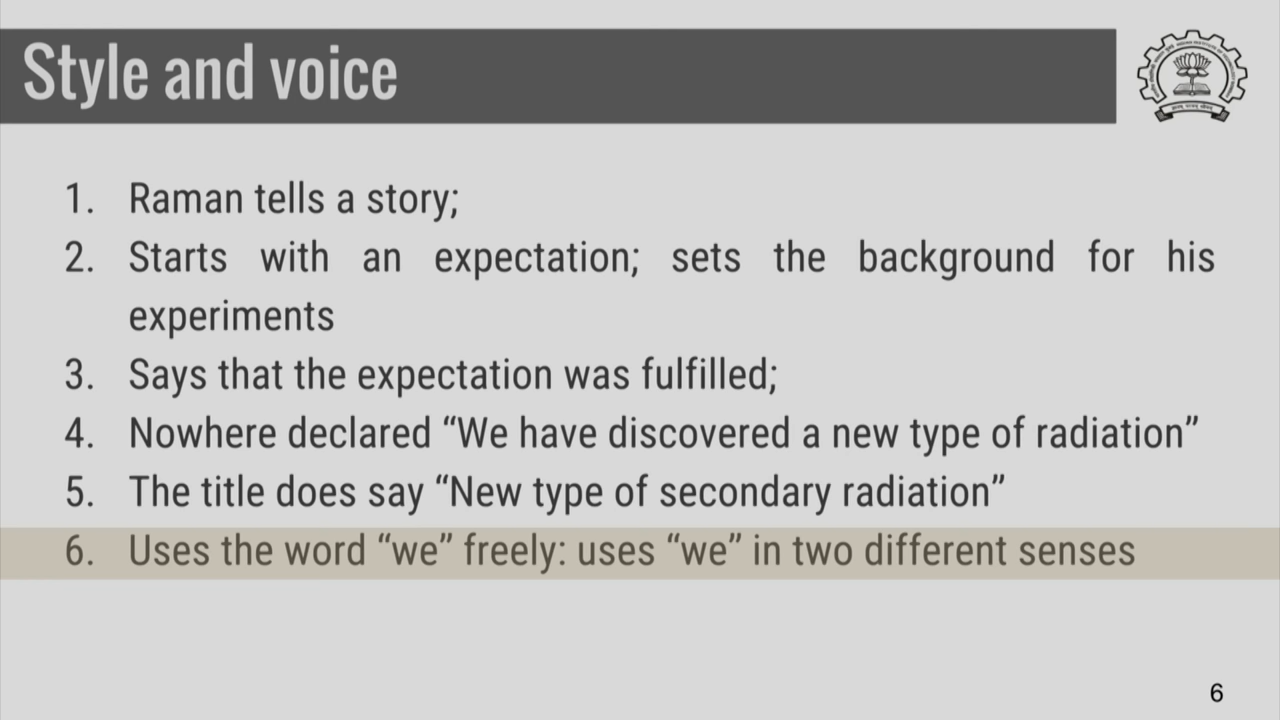 Style and voice
1. Raman tells a story;
2. Starts with an expectation; sets the background for his
experiments
3. Says that the expectation was fulfilled;
4. Nowhere declared “We have discovered a new type of radiation”
5. The title does say “New type of secondary radiation”
6. Uses the word “we” freely: uses “we” in two different senses
6